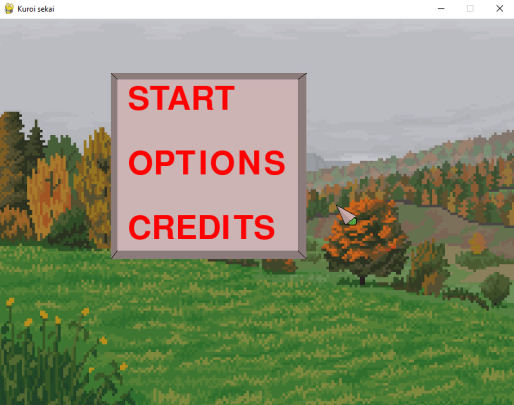 Kuroi sekai
START
OPTIONS
CREDITS